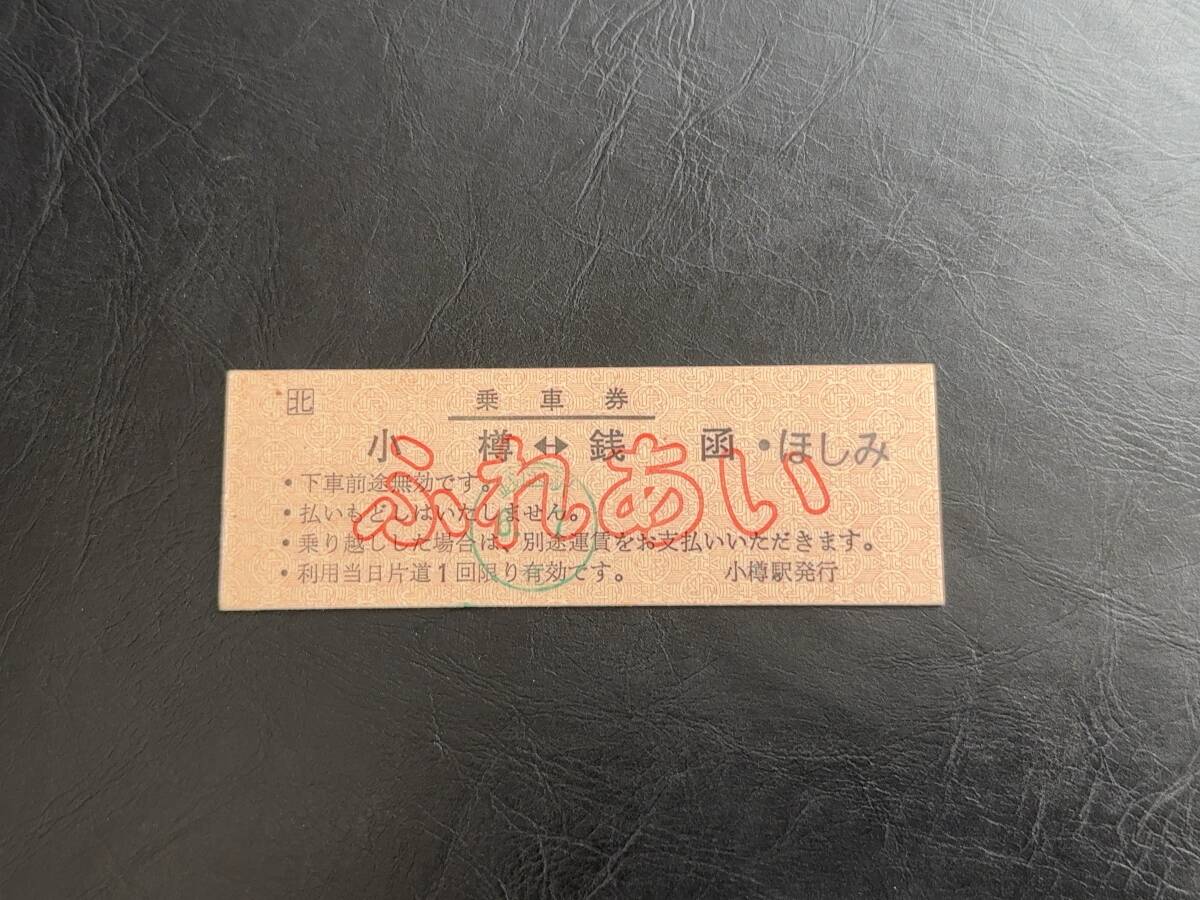 北
乗車券
小樽↔銭函・ほしみ
ふれあい
・下車前途無効です。
・払いもどしはいたしません。
・乗り越しした場合は、別途運賃をお支払いいただきます。
・利用当日片道1回限り有効です。
小樽駅発行